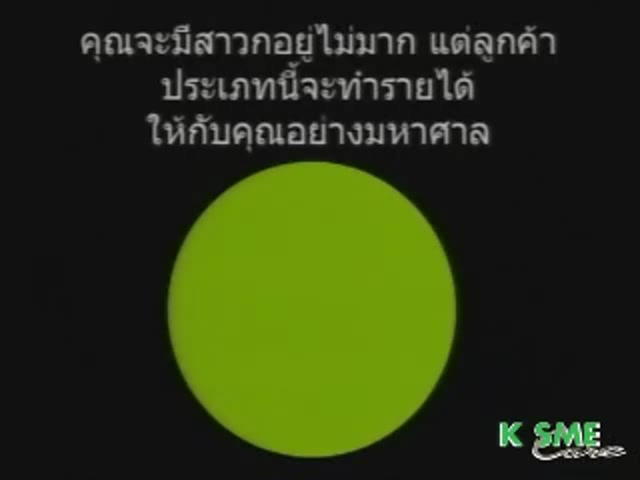 คุณจะมีสาวกอยู่ไม่มาก แต่ลูกค้า
ประเภทนี้จะทำรายได้
ให้กับคุณอย่างมหาศาล
K SME
Care